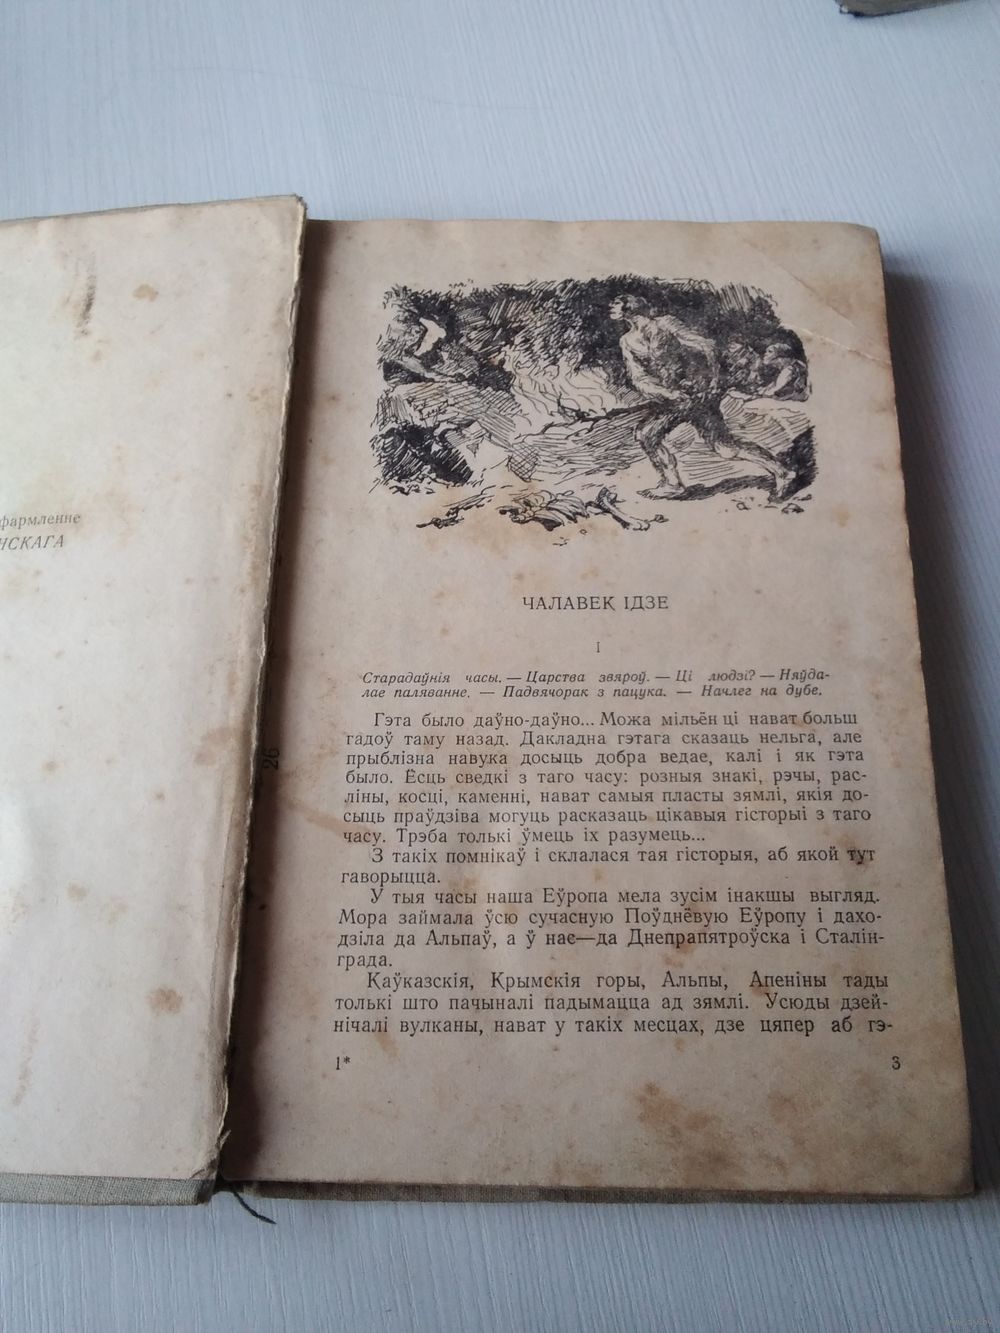 фармленне
НСКАГА
26
ЧАЛАВЕК ІДЗЕ
I
Старадаўнія часы. — Царства звяроў. — Ці людзі? — Няўда-
лае паляванне. — Падвячорак з пацука. — Начлег на дубе.
Гэта было даўно-даўно... Можа мільён ці нават больш
гадоў таму назад. Дакладна гэтага сказаць нельга, але
прыблізна навука досыць добра ведае, калі і як гэта
было. Ёсць сведкі з таго часу: розныя знакі, рэчы, рас-
ліны, косці, каменні, нават самыя пласты зямлі, якія до-
сыць праўдзіва могуць расказаць цікавыя гісторыі з таго
часу. Трэба толькі ўмець іх разумець...
З такіх помнікаў і склалася тая гісторыя, аб якой тут
гаворыцца.
У тыя часы наша Еўропа мела зусім інакшы выгляд.
Мора займала ўсю сучасную Поўднёвую Еўропу і дахо-
дзіла да Альпаў, а ў нас—да Днепрапятроўска і Сталін-
града.
Каўказскія, Крымскія горы, Альпы, Апеніны тады
толькі што пачыналі падымацца ад зямлі. Усюды дзей-
нічалі вулканы, нават у такіх месцах, дзе цяпер аб гэ-
1*
3